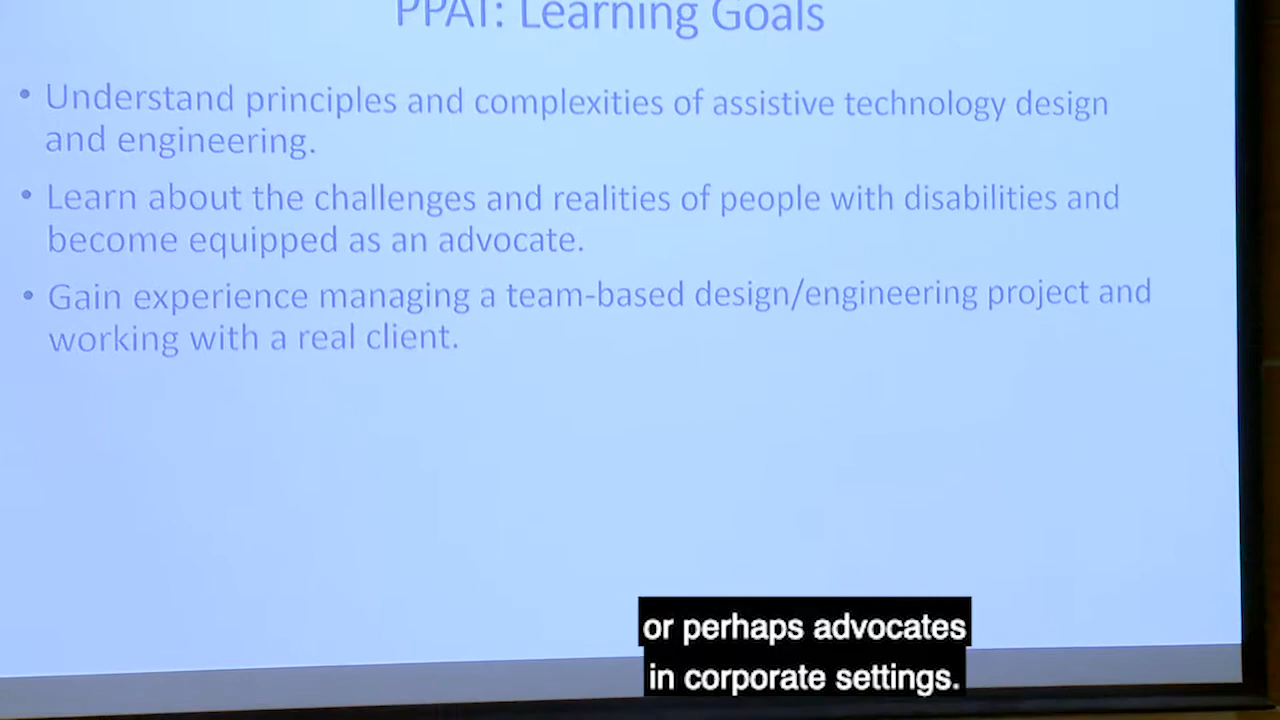 PPAT: Learning Goals
• Understand principles and complexities of assistive technology design
and engineering.
• Learn about the challenges and realities of people with disabilities and
become equipped as an advocate.
• Gain experience managing a team-based design/engineering project and
working with a real client.
or perhaps advocates
in corporate settings.